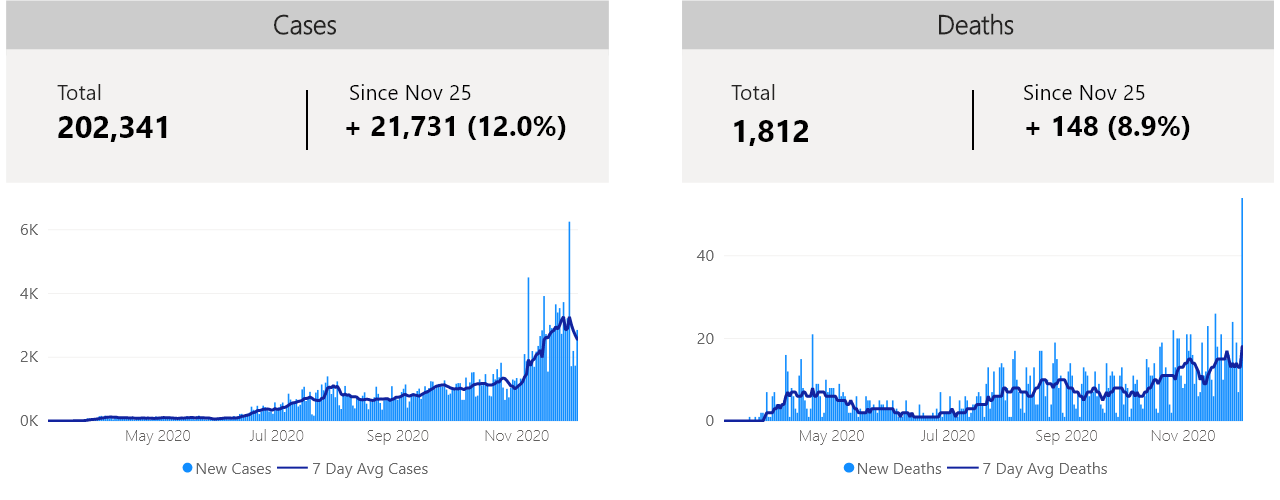 Cases
Total
202,341
Since Nov 25
+ 21,731 (12.0%)
6K
4K
2K
0K
May 2020
Jul 2020
Sep 2020
Nov 2020
New Cases
7 Day Avg Cases
Deaths
Total
1,812
Since Nov 25
+ 148 (8.9%)
40
20
0
May 2020
Jul 2020
Sep 2020
Nov 2020
New Deaths
7 Day Avg Deaths